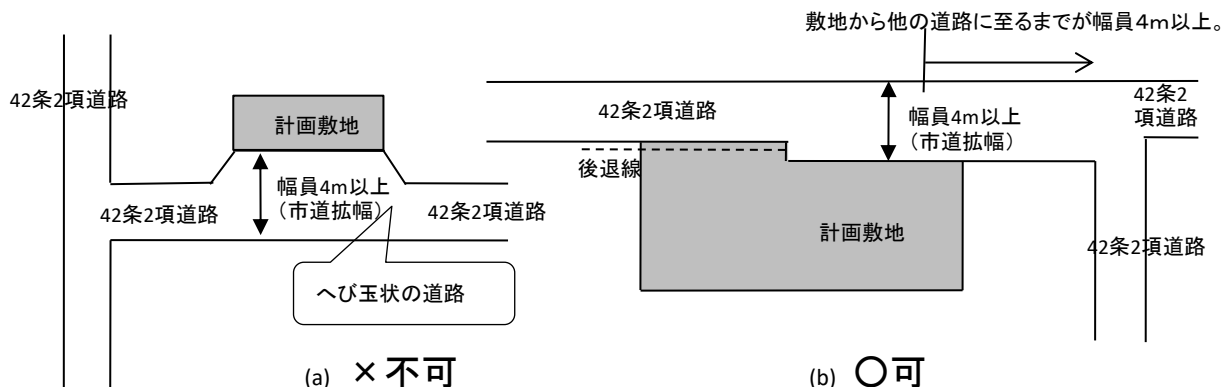 42条2項道路
計画敷地
幅員4m以上
（市道拡幅）
42条2項道路
42条2項道路
へび玉状の道路
(a) ×不可
敷地から他の道路に至るまでが幅員4ｍ以上。
42条2項道路
幅員4m以上
（市道拡幅）
42条2
項道路
後退線
計画敷地
42条2項道路
(b) 〇可